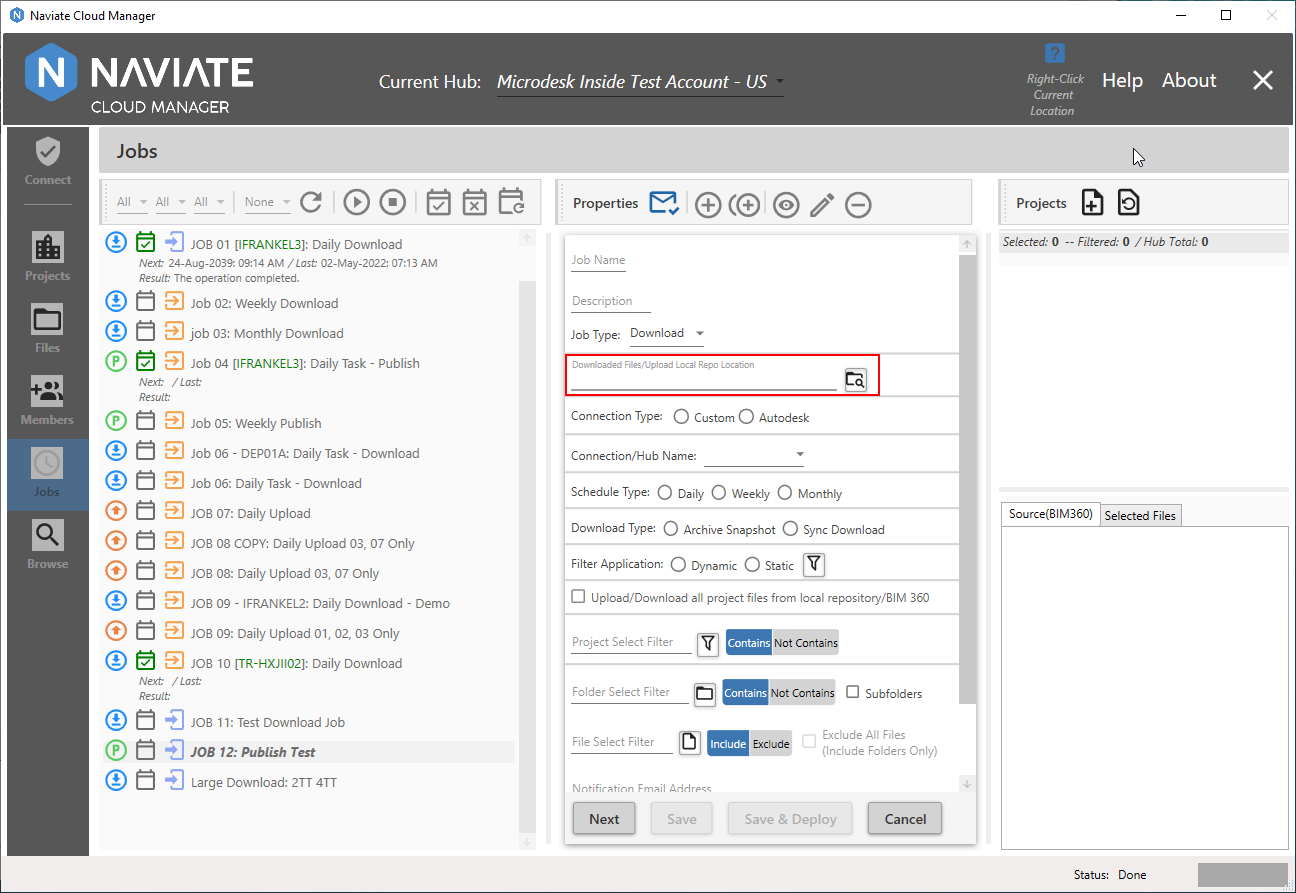 Naviate Cloud Manager
N NAVIATE
CLOUD MANAGER
Current Hub: Microdesk Inside Test Account - US
?
Right-Click
Current
Location
Help
About
Connect
Projects
Files
Members
Jobs
Browse
Jobs
All All All None
JOB 01 [IFRANKEL3]: Daily Download
Next: 24-Aug-2039: 09:14 AM / Last: 02-May-2022: 07:13 AM
Result: The operation completed.
Job 02: Weekly Download
job 03: Monthly Download
P Job 04 [IFRANKEL3]: Daily Task - Publish
Next: / Last:
Result:
P Job 05: Weekly Publish
Job 06 - DEP01A: Daily Task - Download
Job 06: Daily Task - Download
JOB 07: Daily Upload
JOB 08 COPY: Daily Upload 03, 07 Only
JOB 08: Daily Upload 03, 07 Only
JOB 09 - IFRANKEL2: Daily Download - Demo
JOB 09: Daily Upload 01, 02, 03 Only
JOB 10 [TR-HXJII02]: Daily Download
Next: / Last:
Result:
JOB 11: Test Download Job
P JOB 12: Publish Test
Large Download: 2TT 4TT
Properties
Job Name
Description
Job Type: Download
Downloaded Files/Upload Local Repo Location
Connection Type: Custom Autodesk
Connection/Hub Name:
Schedule Type: Daily Weekly Monthly
Download Type: Archive Snapshot Sync Download
Filter Application: Dynamic Static
Upload/Download all project files from local repository/BIM 360
Project Select Filter Contains Not Contains
Folder Select Filter Contains Not Contains Subfolders
File Select Filter Include Exclude Exclude All Files
(Include Folders Only)
Notification Email Address
Next Save Save & Deploy Cancel
Projects
Selected: 0 -- Filtered: 0 / Hub Total: 0
Source(BIM360) Selected Files
Status: Done